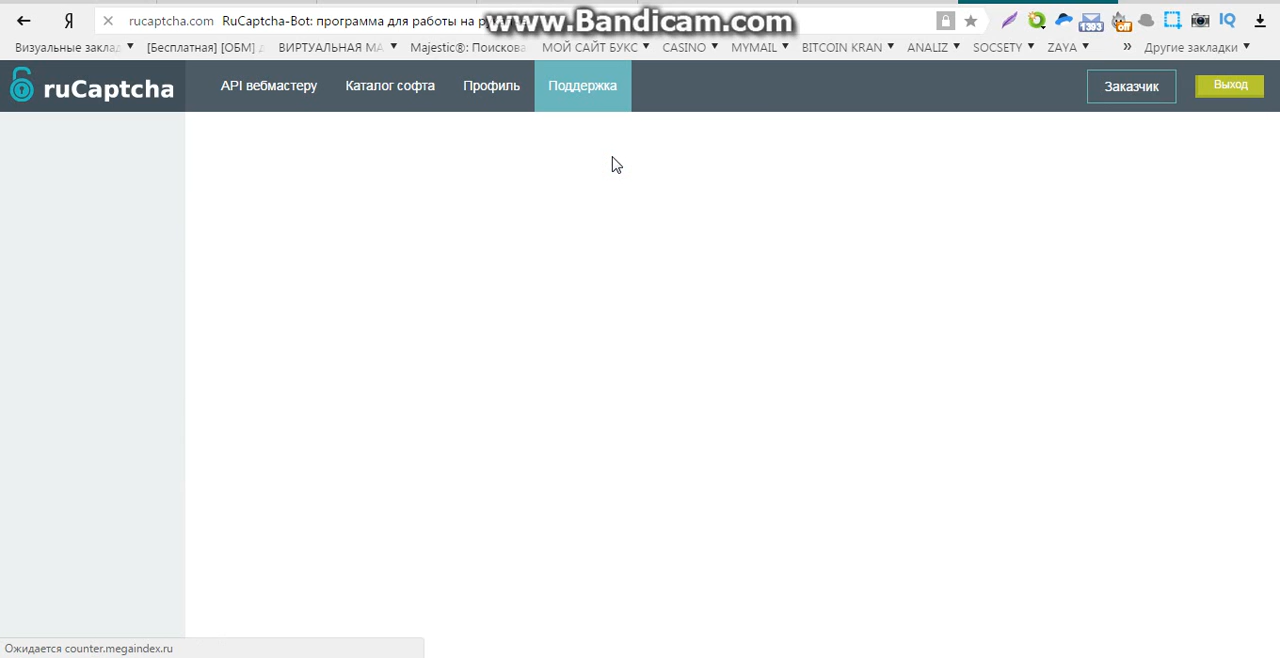 www.Bandicam.com
Я rucaptcha.com RuCaptcha-Bot: программа для работы на
Визуальные заклад [Бесплатная] [ОБМ] ВИРТУАЛЬНАЯ МА Majestic®: Поискова МОЙ САЙТ БУКС CASINO MYMAIL BITCOIN KRAN ANALIZ SOCSETY ZAYA » Другие закладки
ruCaptcha API вебмастеру Каталог софта Профиль Поддержка Заказчик Выход
Ожидается counter.megaindex.ru